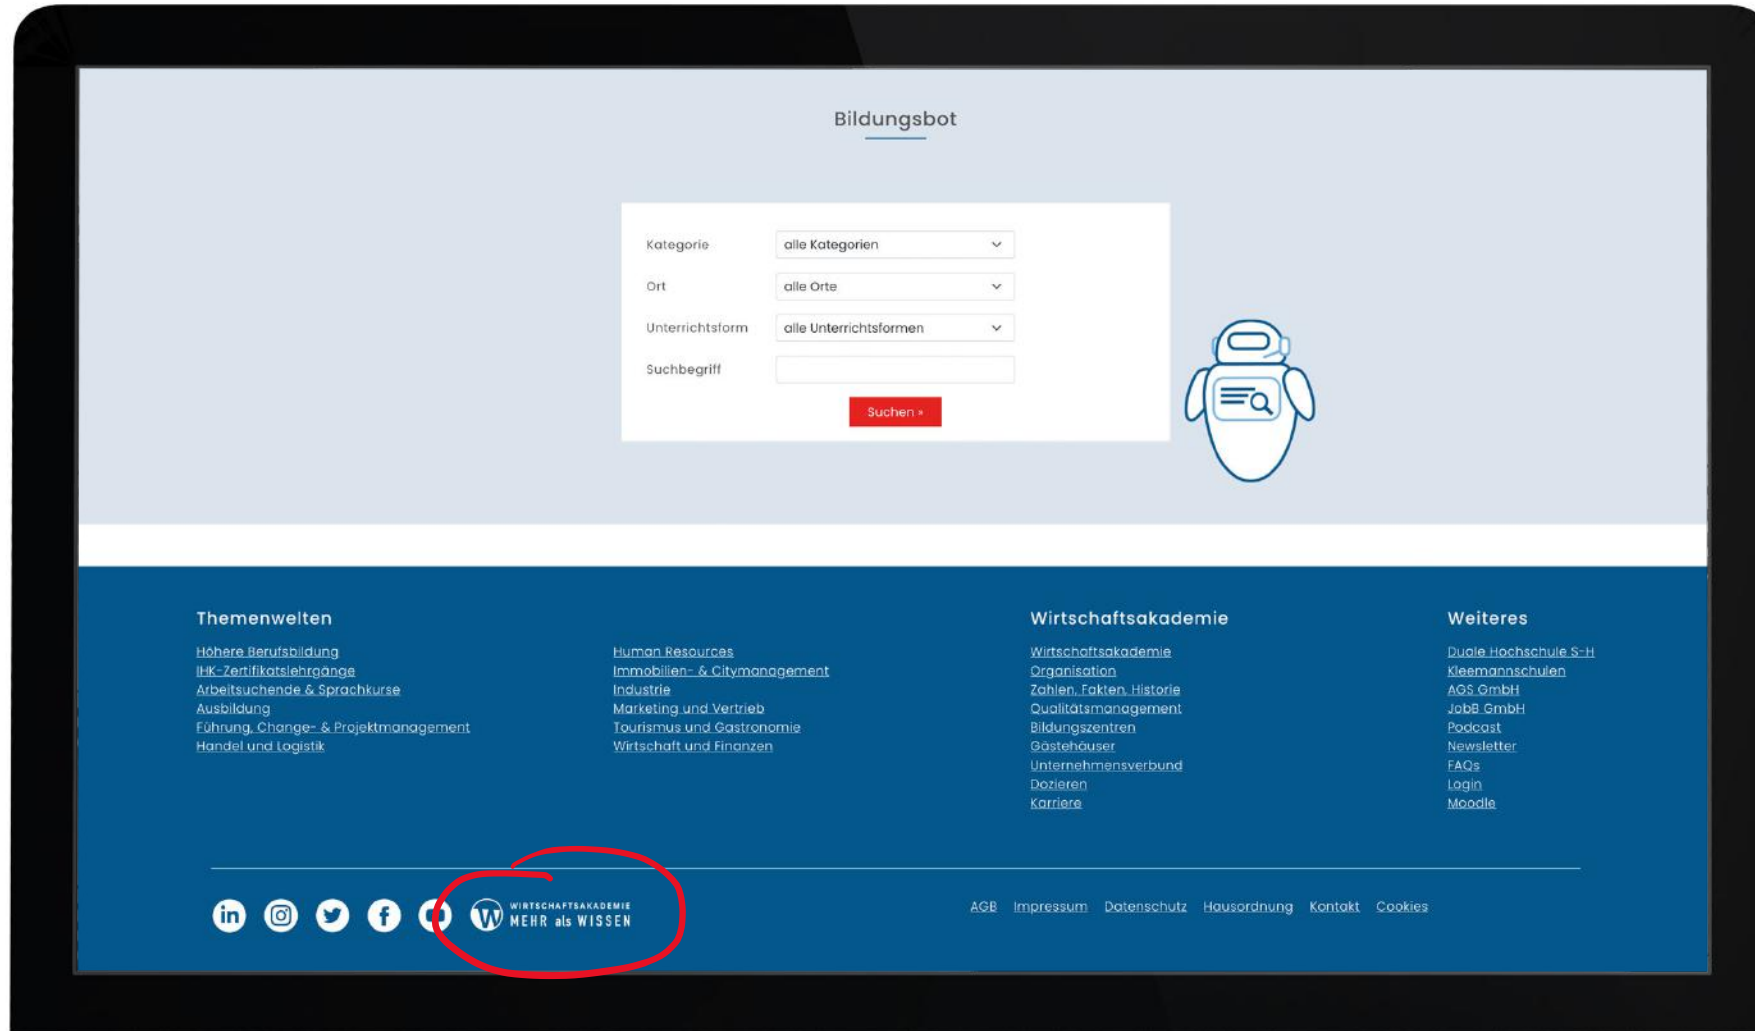 Bildungsbot
Kategorie alle Kategorien
Ort alle Orte
Unterrichtsform alle Unterrichtsformen
Suchbegriff
Suchen »
Themenwelten
Höhere Berufsbildung
IHK-Zertifikatslehrgänge
Arbeitsuchende & Sprachkurse
Ausbildung
Führung, Change- & Projektmanagement
Handel und Logistik
Human Resources
Immobilien- & Citymanagement
Industrie
Marketing und Vertrieb
Tourismus und Gastronomie
Wirtschaft und Finanzen
Wirtschaftsakademie
Wirtschaftsakademie
Organisation
Zahlen, Fakten, Historie
Qualitätsmanagement
Bildungszentren
Gästehäuser
Unternehmensverbund
Dozieren
Karriere
Weiteres
Duale Hochschule S-H
Kleemannschulen
AGS GmbH
JobB GmbH
Podcast
Newsletter
FAQs
Login
Moodle
in f W WIRTSCHAFTSAKADEMIE
MEHR als WISSEN
AGB Impressum Datenschutz Hausordnung Kontakt Cookies